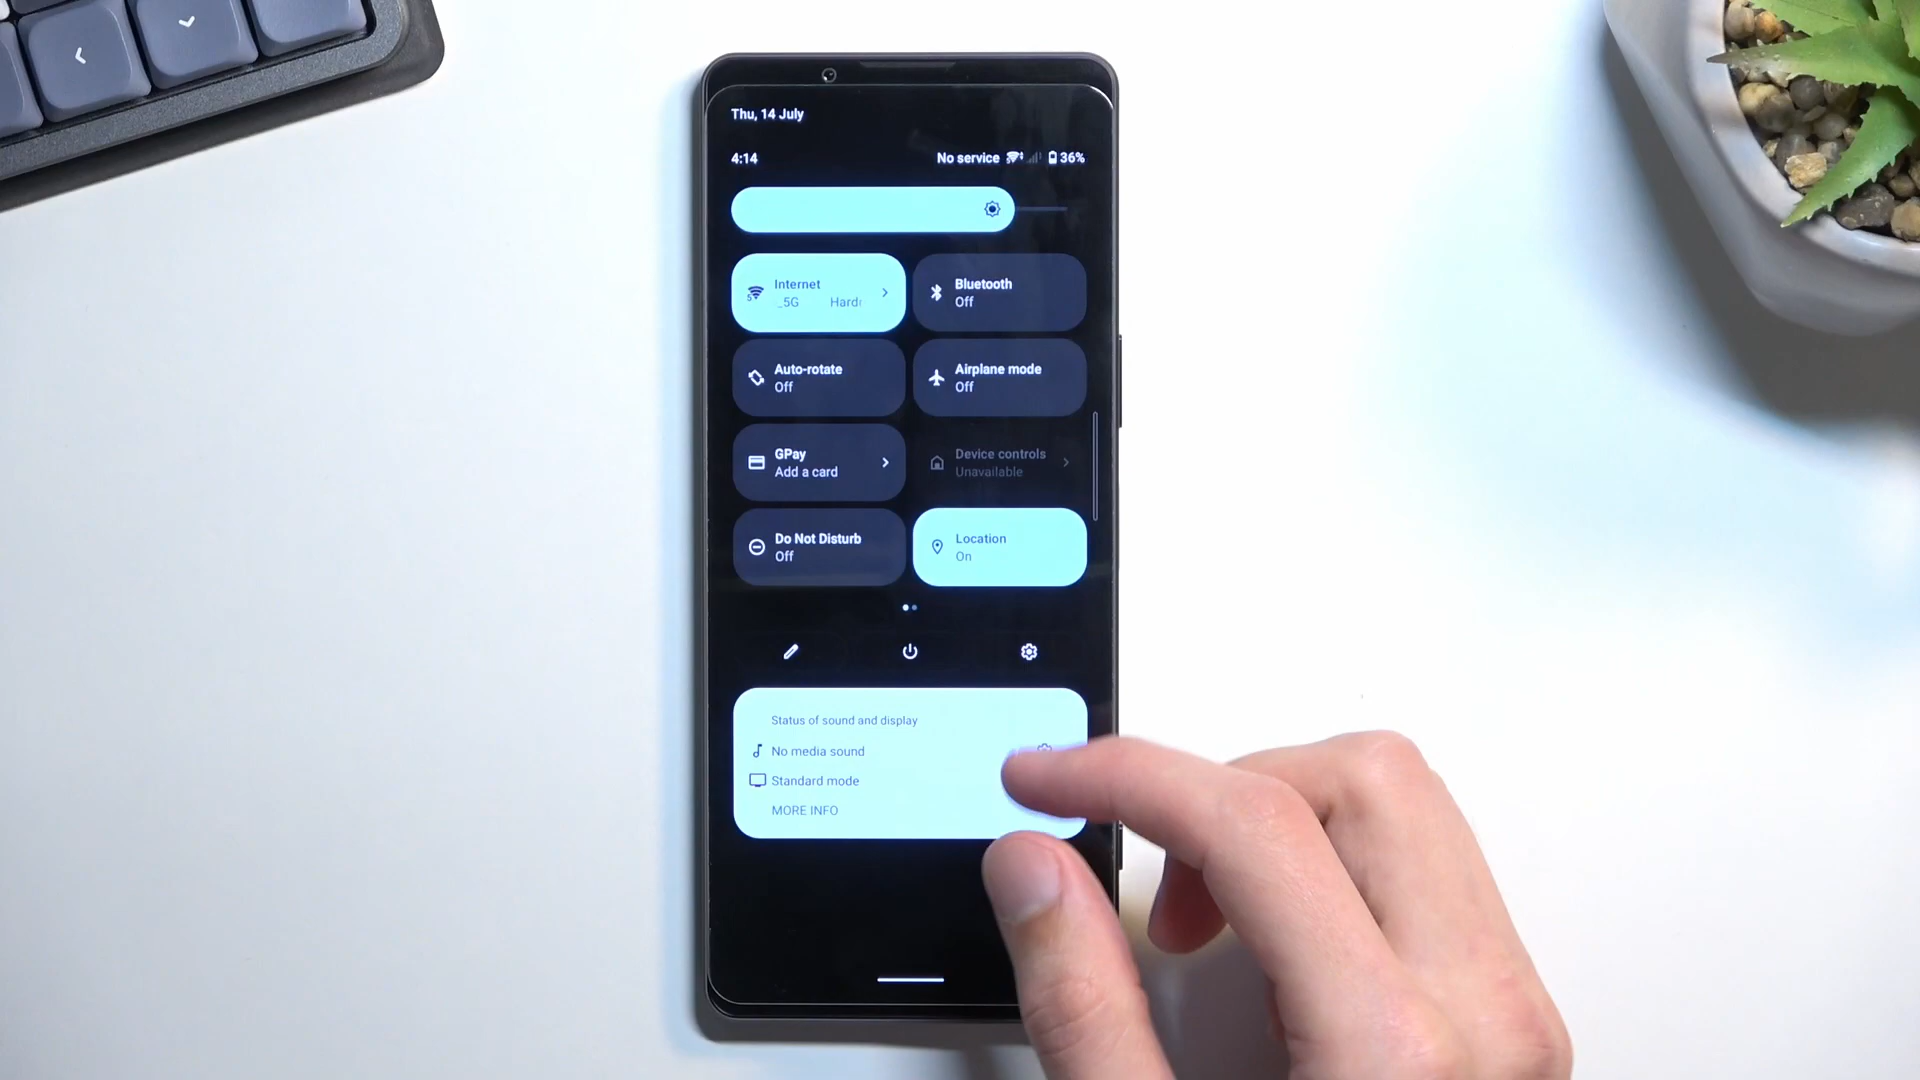 Thu, 14 July
4:14
No service
36%
Internet
_5G Hardr
Bluetooth
Off
Auto-rotate
Off
Airplane mode
Off
GPay
Add a card
Device controls
Unavailable
Do Not Disturb
Off
Location
On
Status of sound and display
No media sound
Standard mode
MORE INFO